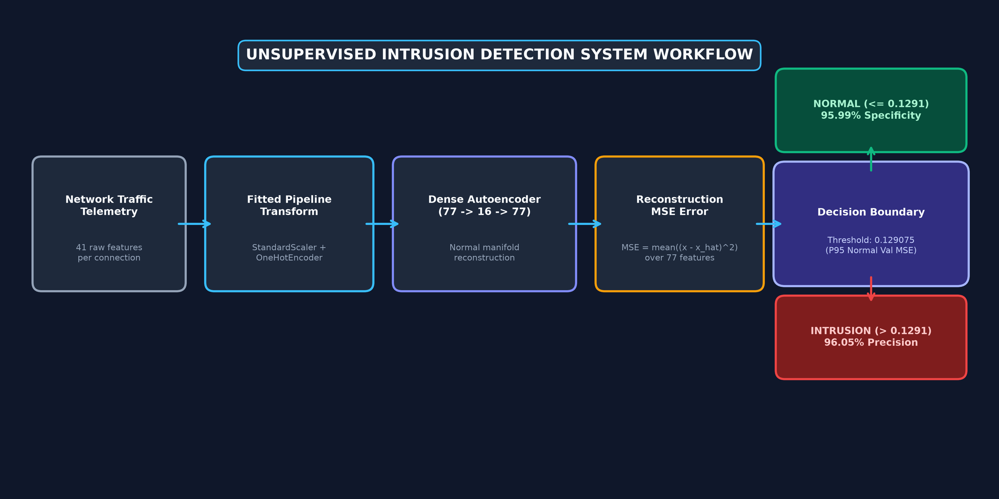 UNSUPERVISED INTRUSION DETECTION SYSTEM WORKFLOW
Network Traffic
Telemetry
41 raw features
per connection
Fitted Pipeline
Transform
StandardScaler +
OneHotEncoder
Dense Autoencoder
(77 -> 16 -> 77)
Normal manifold
reconstruction
Reconstruction
MSE Error
MSE = mean((x - x_hat)^2)
over 77 features
Decision Boundary
Threshold: 0.129075
(P95 Normal Val MSE)
NORMAL (<= 0.1291)
95.99% Specificity
INTRUSION (> 0.1291)
96.05% Precision